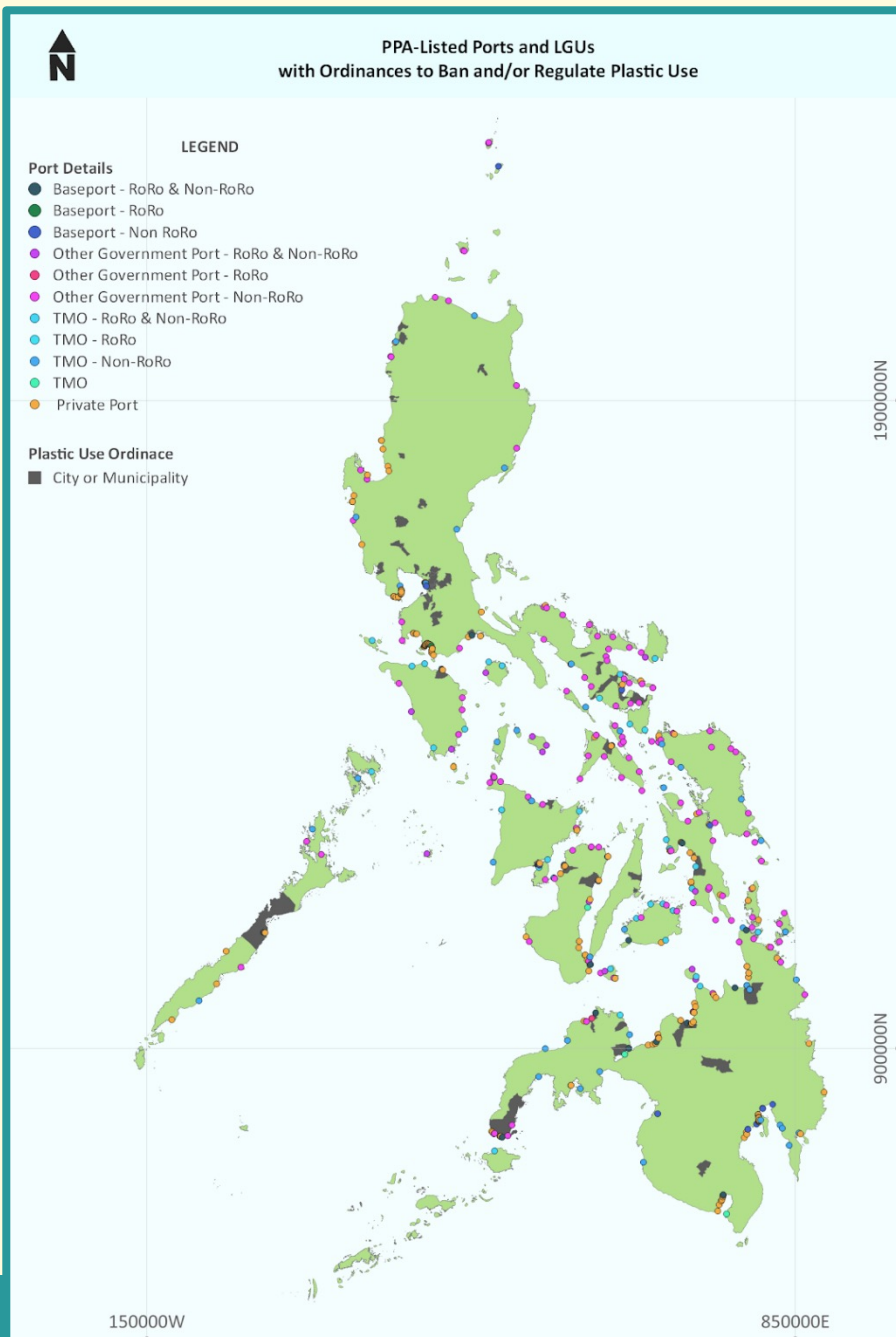 N
PPA-Listed Ports and LGUs
with Ordinances to Ban and/or Regulate Plastic Use
LEGEND
Port Details
Baseport - RoRo & Non-RoRo
Baseport - RoRo
Baseport - Non RoRo
Other Government Port - RoRo & Non-RoRo
Other Government Port - RoRo
Other Government Port - Non-RoRo
TMO - RoRo & Non-RoRo
TMO - RoRo
TMO - Non-RoRo
TMO
Private Port
Plastic Use Ordinace
City or Municipality
1900000N
900000N
150000W
850000E